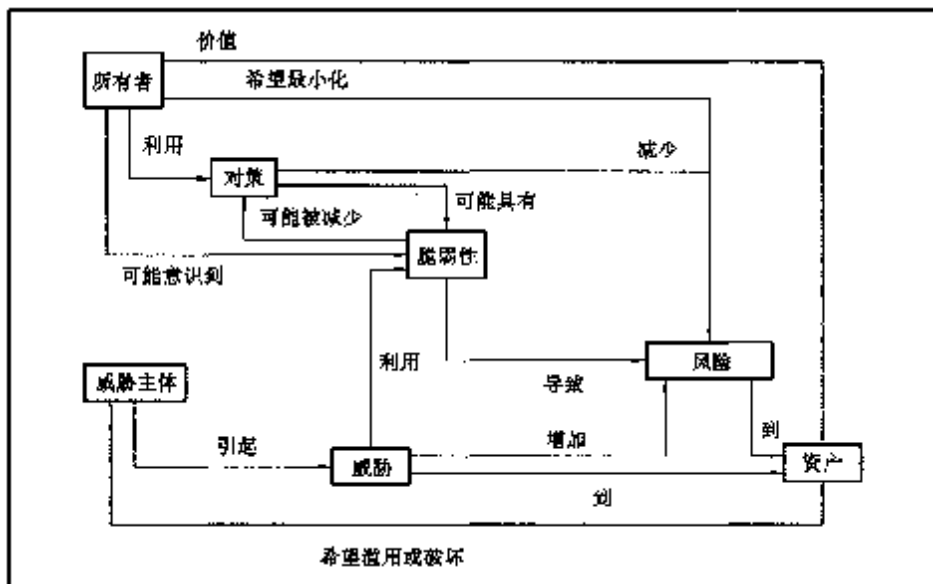 价值
所有者
希望最小化
利用
减少
对策
可能具有
可能被减少
脆弱性
可能意识到
利用
风险
威胁主体
导致
引起
增加
到
威胁
资产
到
希望滥用或破坏